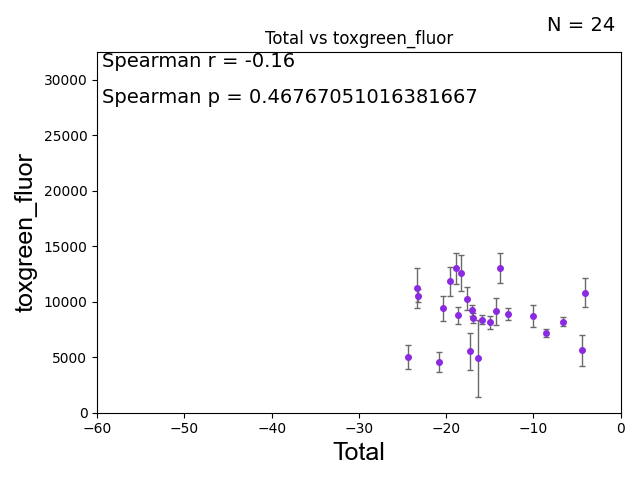 N = 24
Total vs toxgreen_fluor
Spearman r = -0.16
Spearman p = 0.46767051016381667
30000
25000
20000
15000
10000
5000
0
toxgreen_fluor
−60 −50 −40 −30 −20 −10 0
Total